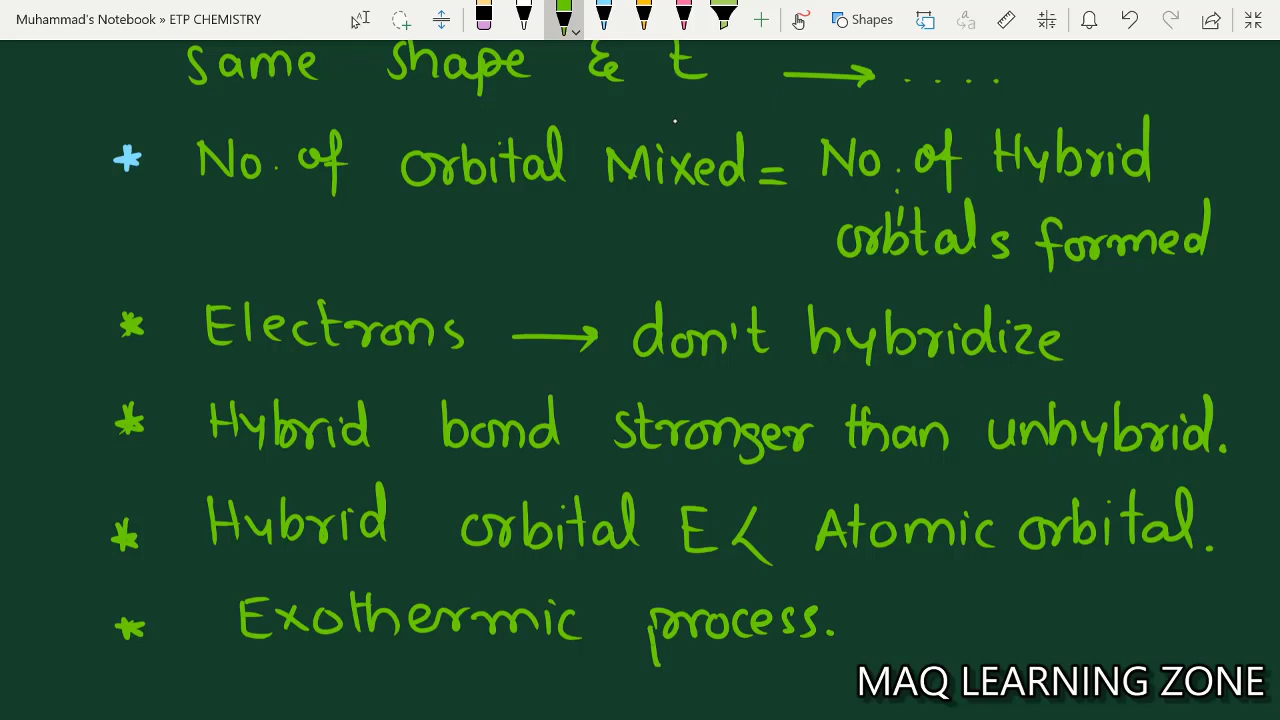 Muhammad's Notebook » ETP CHEMISTRY
Shapes
same shape & t → ....
* No. of orbital Mixed = No. of Hybrid
orbitals formed
* Electrons → don't hybridize
* Hybrid bond stronger than unhybrid.
* Hybrid orbital E < Atomic orbital.
* Exothermic process.
MAQ LEARNING ZONE